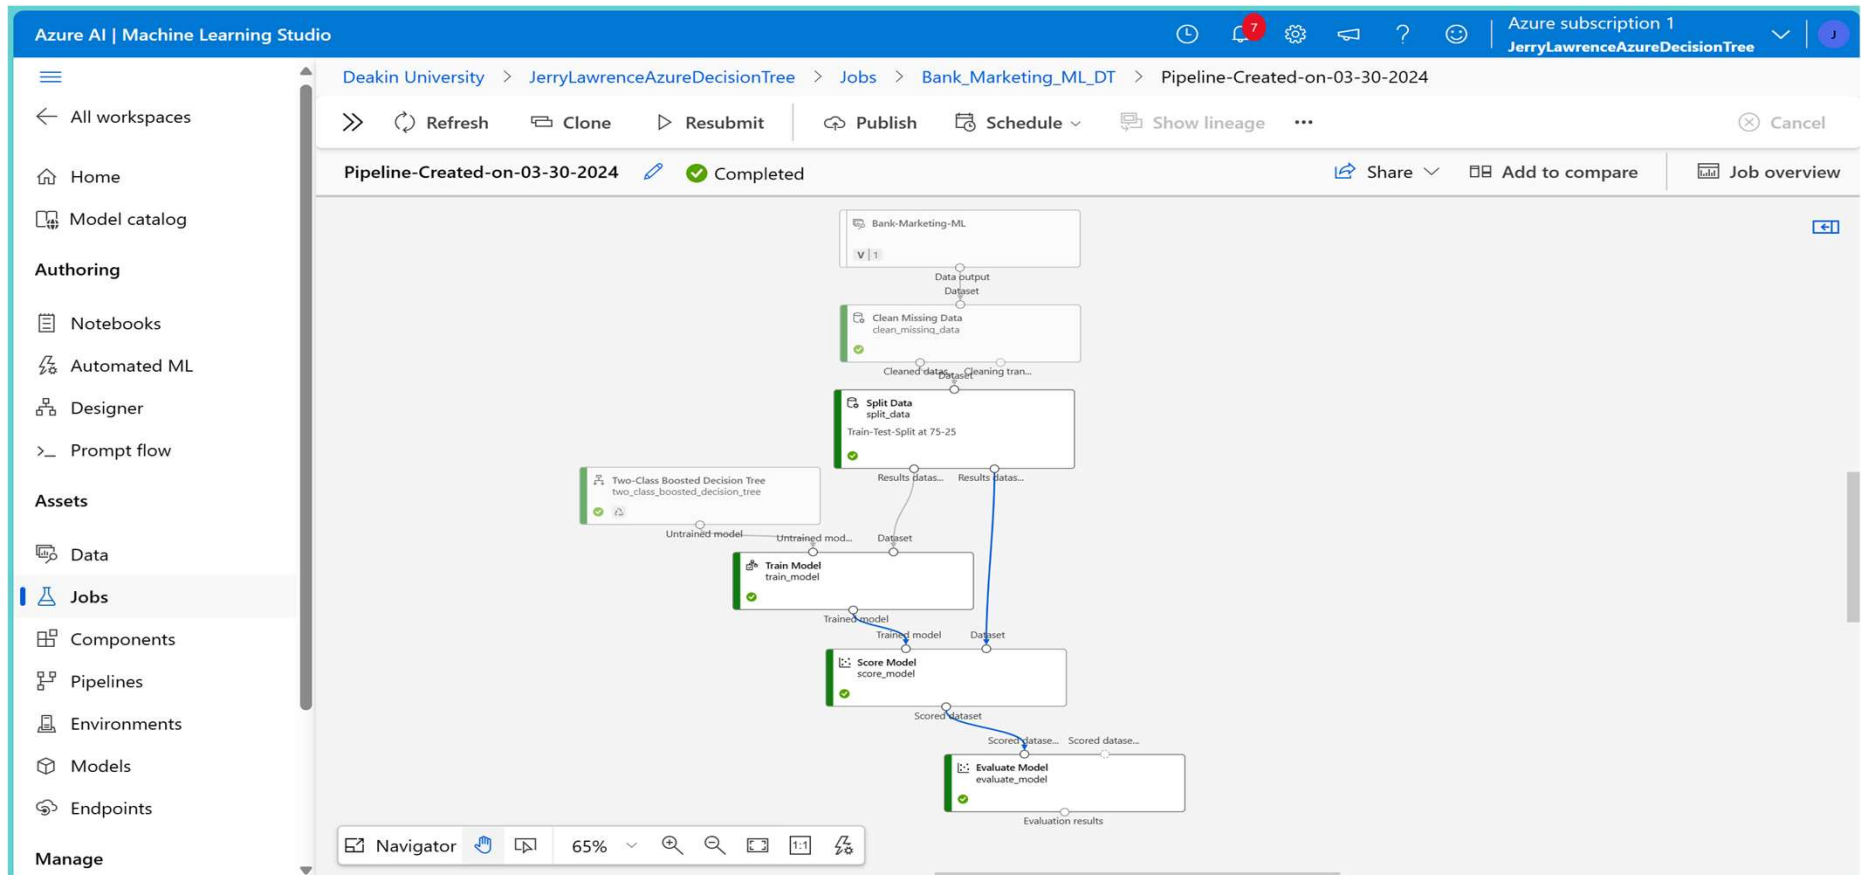 Azure AI | Machine Learning Studio
7
Azure subscription 1
JerryLawrenceAzureDecisionTree
J
All workspaces
Home
Model catalog
Authoring
Notebooks
Automated ML
Designer
Prompt flow
Assets
Data
Jobs
Components
Pipelines
Environments
Models
Endpoints
Manage
Deakin University > JerryLawrenceAzureDecisionTree > Jobs > Bank_Marketing_ML_DT > Pipeline-Created-on-03-30-2024
Refresh Clone Resubmit Publish Schedule Show lineage ... Cancel
Pipeline-Created-on-03-30-2024 Completed Share Add to compare Job overview
Bank-Marketing-ML
V | 1
Data output
Dataset
Clean Missing Data
clean_missing_data
Cleaned datas... Cleaning tran...
Dataset
Split Data
split_data
Train-Test-Split at 75-25
Results datas... Results datas...
Two-Class Boosted Decision Tree
two_class_boosted_decision_tree
Untrained model
Untrained mod... Dataset
Train Model
train_model
Trained model
Trained model Dataset
Score Model
score_model
Scored dataset
Scored datase... Scored datase...
Evaluate Model
evaluate_model
Evaluation results
Navigator 65% 1:1